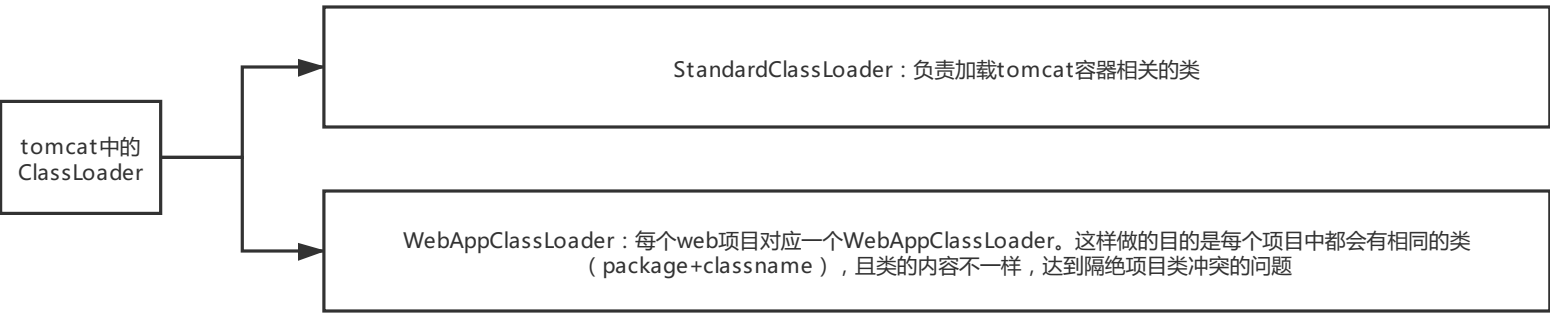 tomcat中的
ClassLoader
StandardClassLoader：负责加载tomcat容器相关的类
WebAppClassLoader：每个web项目对应一个WebAppClassLoader。这样做的目的是每个项目中都会有相同的类
（package+classname），且类的内容不一样，达到隔绝项目类冲突的问题